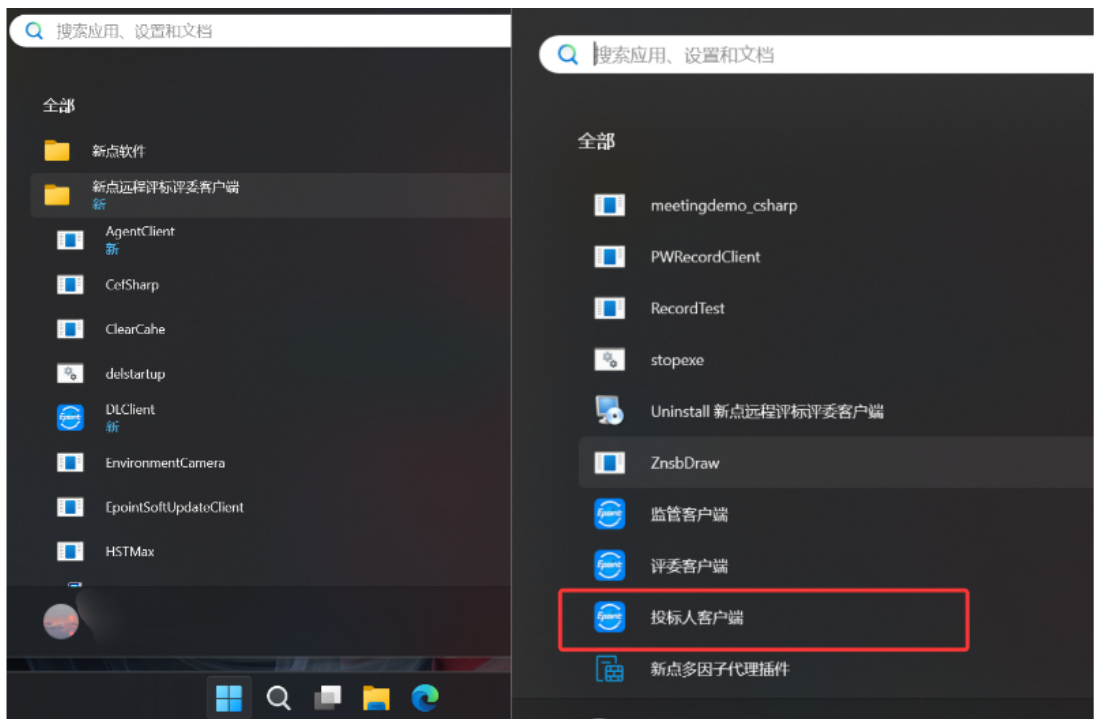 搜索应用、设置和文档
全部
新点软件
新点远程评标评委客户端
新
AgentClient
新
CefSharp
ClearCahe
delstartup
DLClient
新
EnvironmentCamera
EpointSoftUpdateClient
HSTMax
搜索应用、设置和文档
全部
meetingdemo_csharp
PWRecordClient
RecordTest
stopexe
Uninstall 新点远程评标评委客户端
ZnsbDraw
监管客户端
评委客户端
投标人客户端
新点多因子代理插件